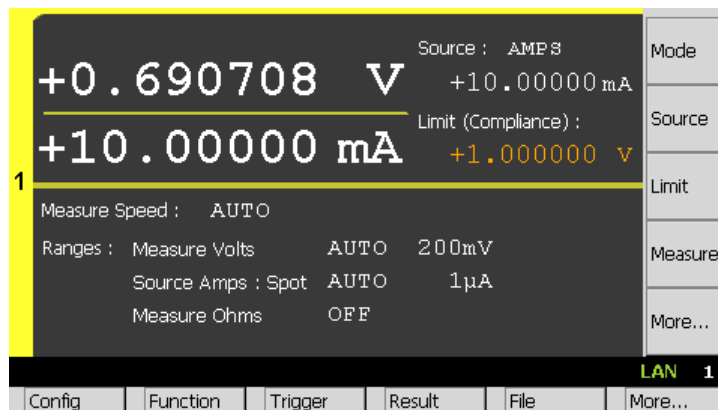 +0.690708 V
Source : AMPS
+10.00000 mA
+10.00000 mA
Limit (Compliance) :
+1.000000 V
1
Measure Speed : AUTO
Ranges : Measure Volts AUTO 200mV
Source Amps : Spot AUTO 1µA
Measure Ohms OFF
Mode
Source
Limit
Measure
More...
LAN 1
Config Function Trigger Result File More...